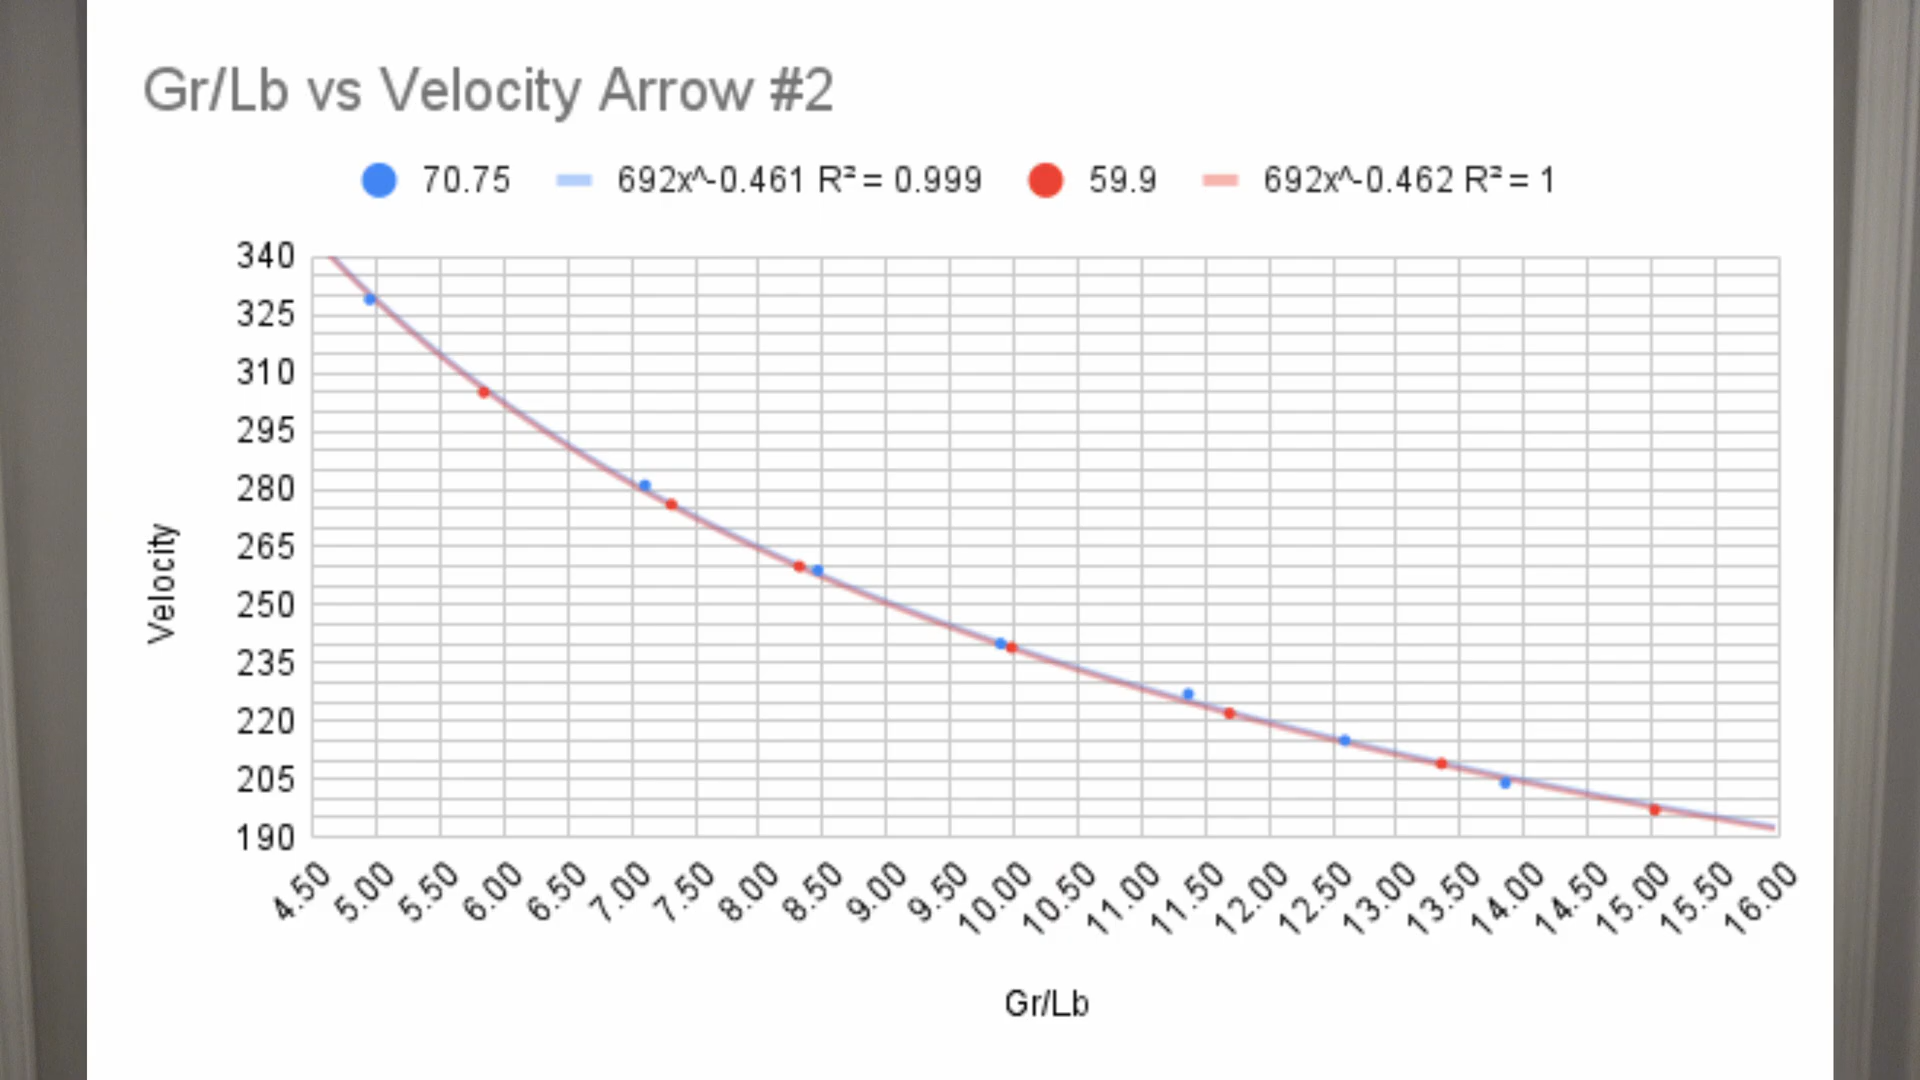 Gr/Lb vs Velocity Arrow #2
70.75 692x^-0.461 R² = 0.999 59.9 692x^-0.462 R² = 1
340
325
310
295
280
265
250
235
220
205
190
Velocity
4.50 5.00 5.50 6.00 6.50 7.00 7.50 8.00 8.50 9.00 9.50 10.00 10.50 11.00 11.50 12.00 12.50 13.00 13.50 14.00 14.50 15.00 15.50 16.00
Gr/Lb